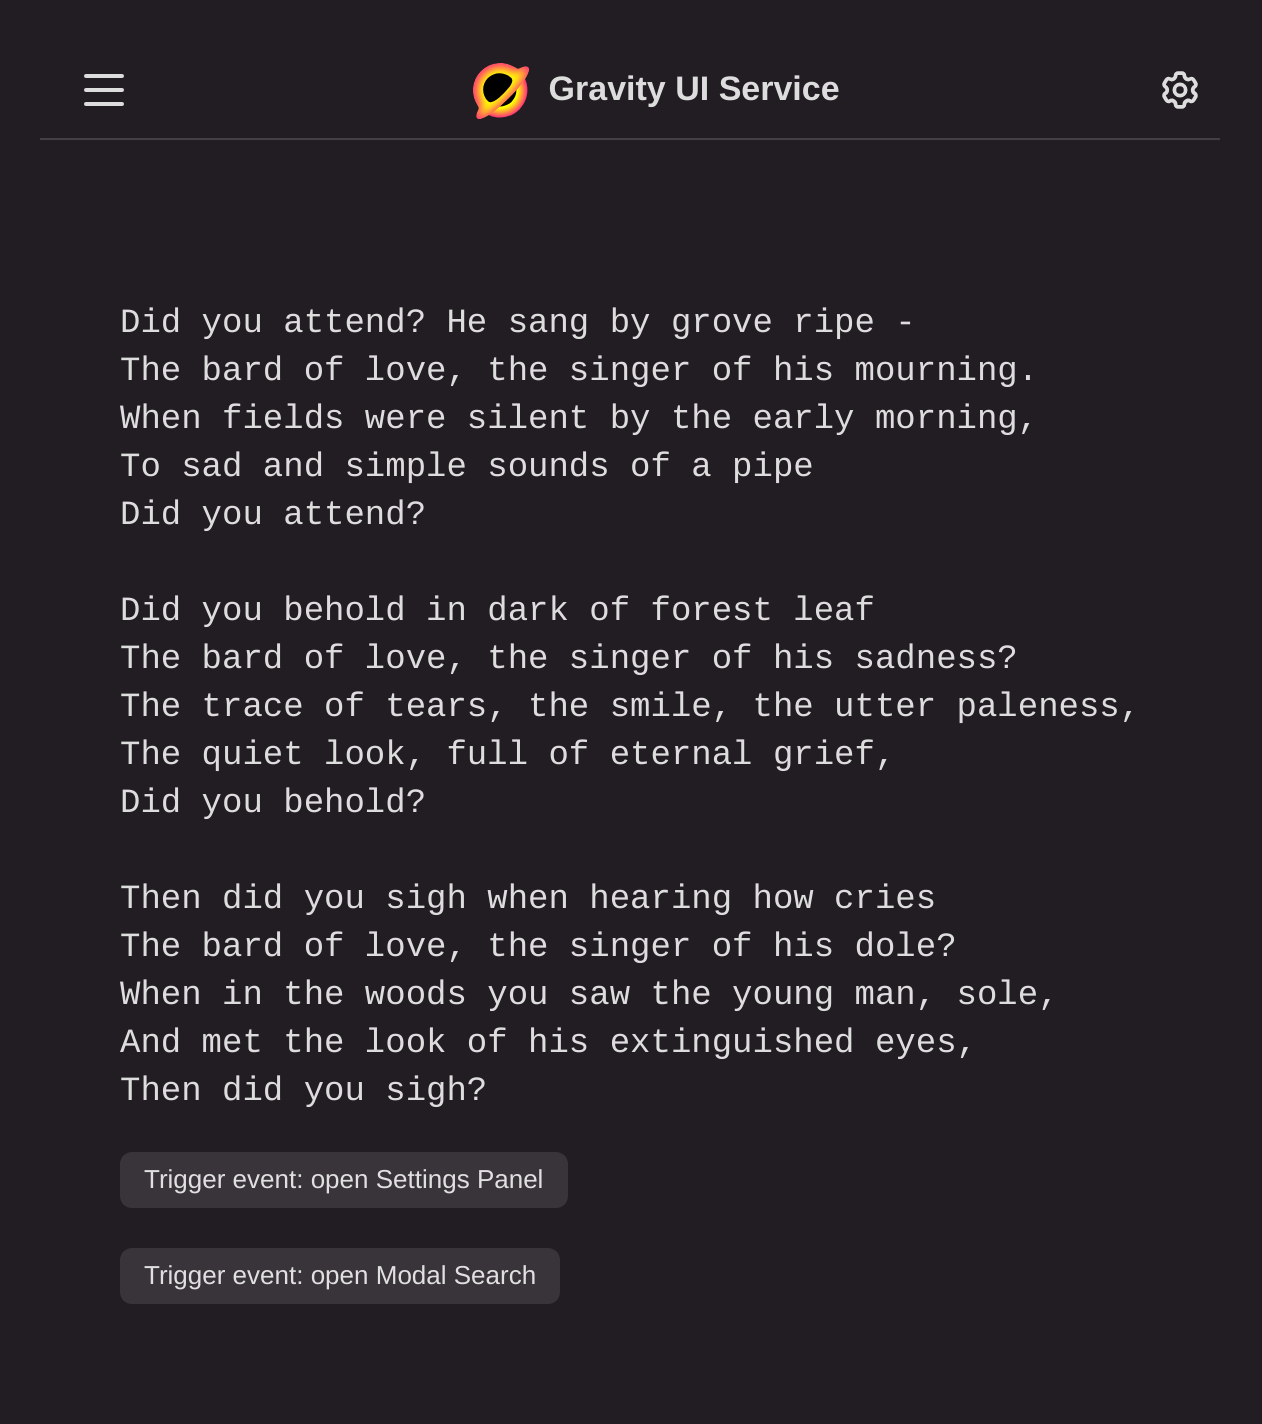 Gravity UI Service
Did you attend? He sang by grove ripe -
The bard of love, the singer of his mourning.
When fields were silent by the early morning,
To sad and simple sounds of a pipe
Did you attend?
Did you behold in dark of forest leaf
The bard of love, the singer of his sadness?
The trace of tears, the smile, the utter paleness,
The quiet look, full of eternal grief,
Did you behold?
Then did you sigh when hearing how cries
The bard of love, the singer of his dole?
When in the woods you saw the young man, sole,
And met the look of his extinguished eyes,
Then did you sigh?
Trigger event: open Settings Panel
Trigger event: open Modal Search